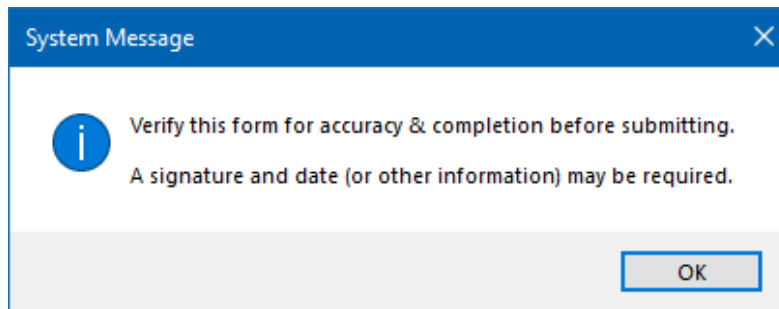 System Message
Verify this form for accuracy & completion before submitting.
A signature and date (or other information) may be required.
OK